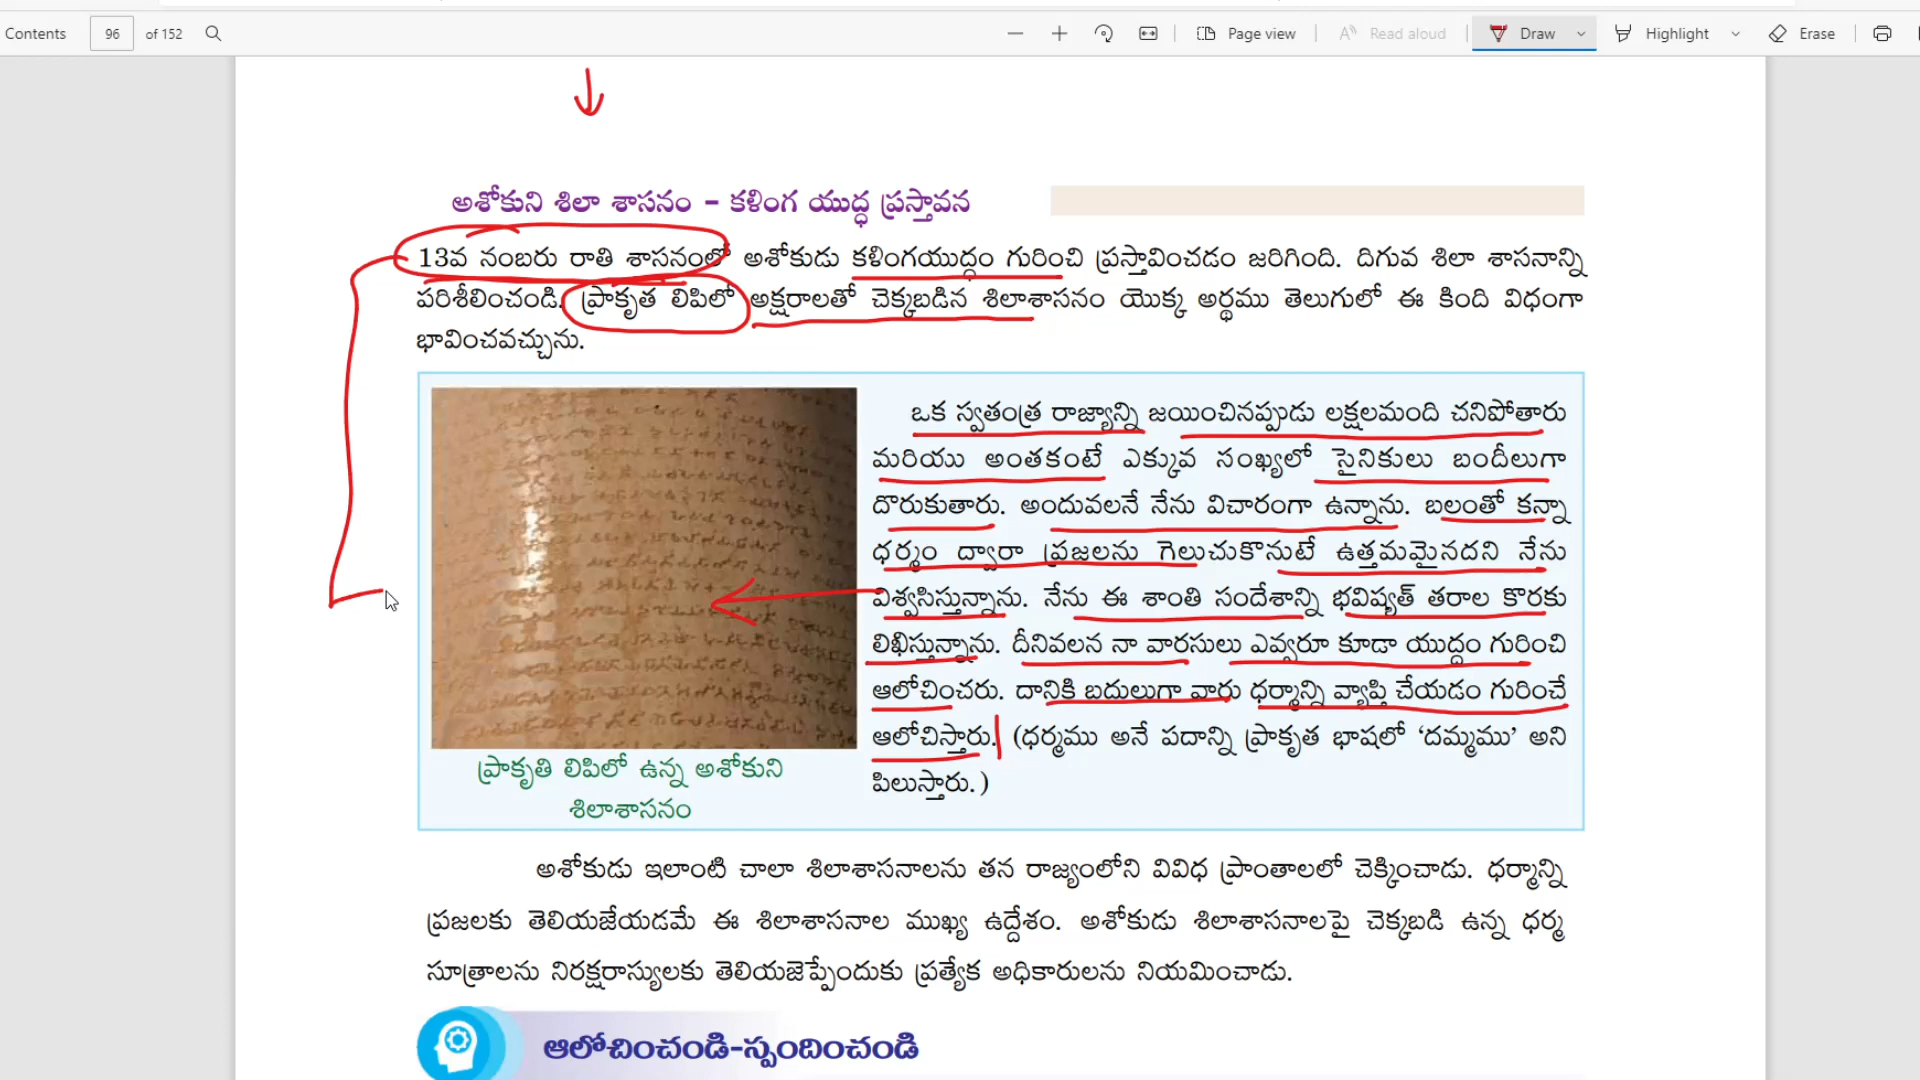 Contents 96 of 152 Page view Read aloud Draw Highlight Erase
అశోకుని శిలా శాసనం – కళింగ యుద్ధ ప్రస్తావన
13వ నంబరు రాతి శాసనంలో అశోకుడు కళింగయుద్ధం గురించి ప్రస్తావించడం జరిగింది. దిగువ శిలా శాసనాన్ని
పరిశీలించండి. ప్రాకృత లిపిలో అక్షరాలతో చెక్కబడిన శిలాశాసనం యొక్క అర్థము తెలుగులో ఈ కింది విధంగా
భావించవచ్చును.
ఒక స్వతంత్ర రాజ్యాన్ని జయించినప్పుడు లక్షలమంది చనిపోతారు
మరియు అంతకంటే ఎక్కువ సంఖ్యలో సైనికులు బందీలుగా
దొరుకుతారు. అందువలనే నేను విచారంగా ఉన్నాను. బలంతో కన్నా
ధర్మం ద్వారా ప్రజలను గెలుచుకొనుటే ఉత్తమమైనదని నేను
విశ్వసిస్తున్నాను. నేను ఈ శాంతి సందేశాన్ని భవిష్యత్ తరాల కొరకు
లిఖిస్తున్నాను. దీనివలన నా వారసులు ఎవ్వరూ కూడా యుద్ధం గురించి
ఆలోచించరు. దానికి బదులుగా వారు ధర్మాన్ని వ్యాప్తి చేయడం గురించే
ఆలోచిస్తారు. (ధర్మము అనే పదాన్ని ప్రాకృత భాషలో ‘దమ్మము’ అని
పిలుస్తారు.)
ప్రాకృతి లిపిలో ఉన్న అశోకుని
శిలాశాసనం
అశోకుడు ఇలాంటి చాలా శిలాశాసనాలను తన రాజ్యంలోని వివిధ ప్రాంతాలలో చెక్కించాడు. ధర్మాన్ని
ప్రజలకు తెలియజేయడమే ఈ శిలాశాసనాల ముఖ్య ఉద్దేశం. అశోకుడు శిలాశాసనాలపై చెక్కబడి ఉన్న ధర్మ
సూత్రాలను నిరక్షరాస్యులకు తెలియజెప్పేందుకు ప్రత్యేక అధికారులను నియమించాడు.
ఆలోచించండి-స్పందించండి